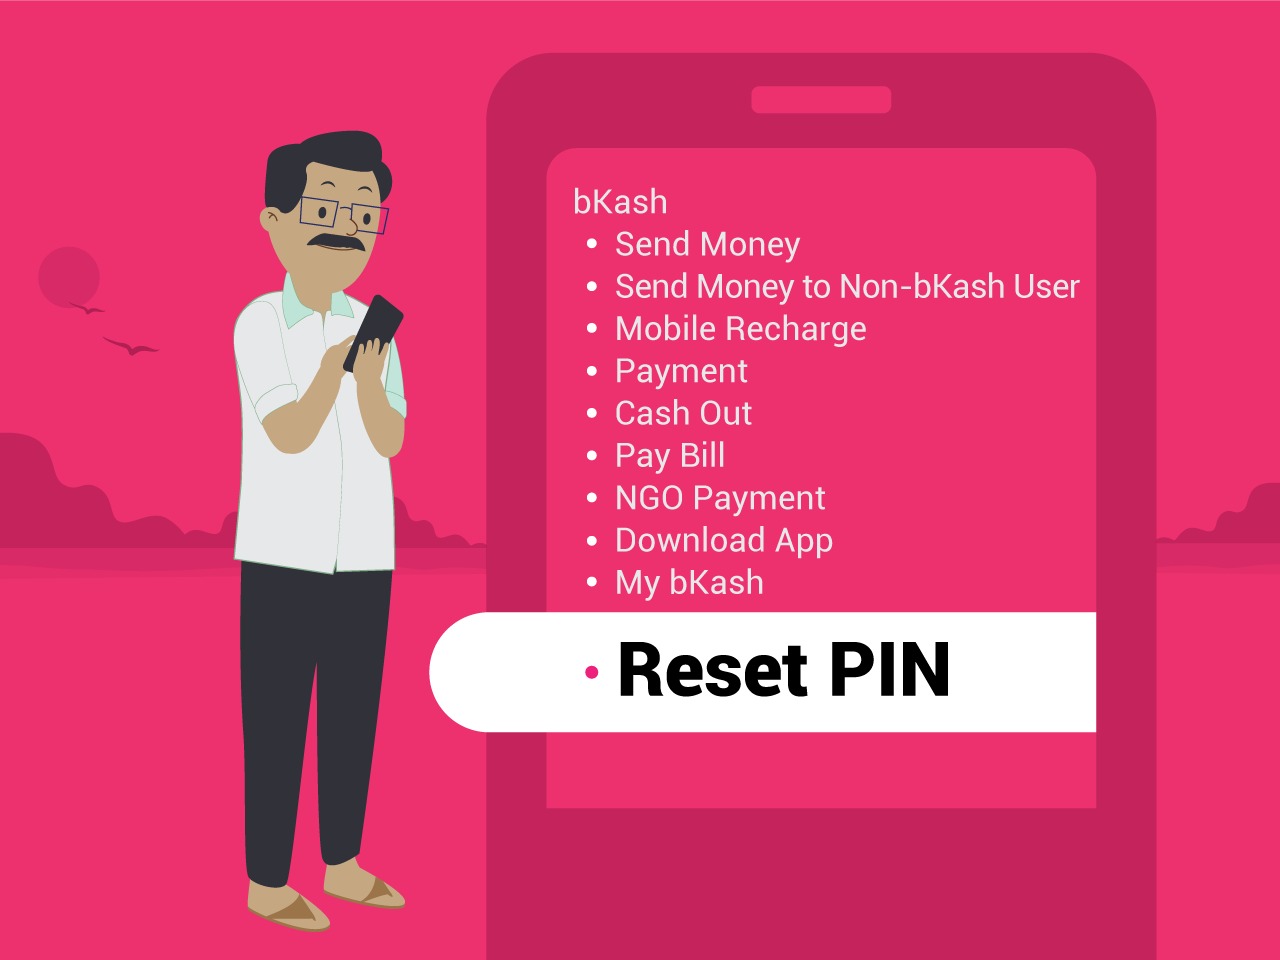 bKash
• Send Money
• Send Money to Non-bKash User
• Mobile Recharge
• Payment
• Cash Out
• Pay Bill
• NGO Payment
• Download App
• My bKash
• Reset PIN